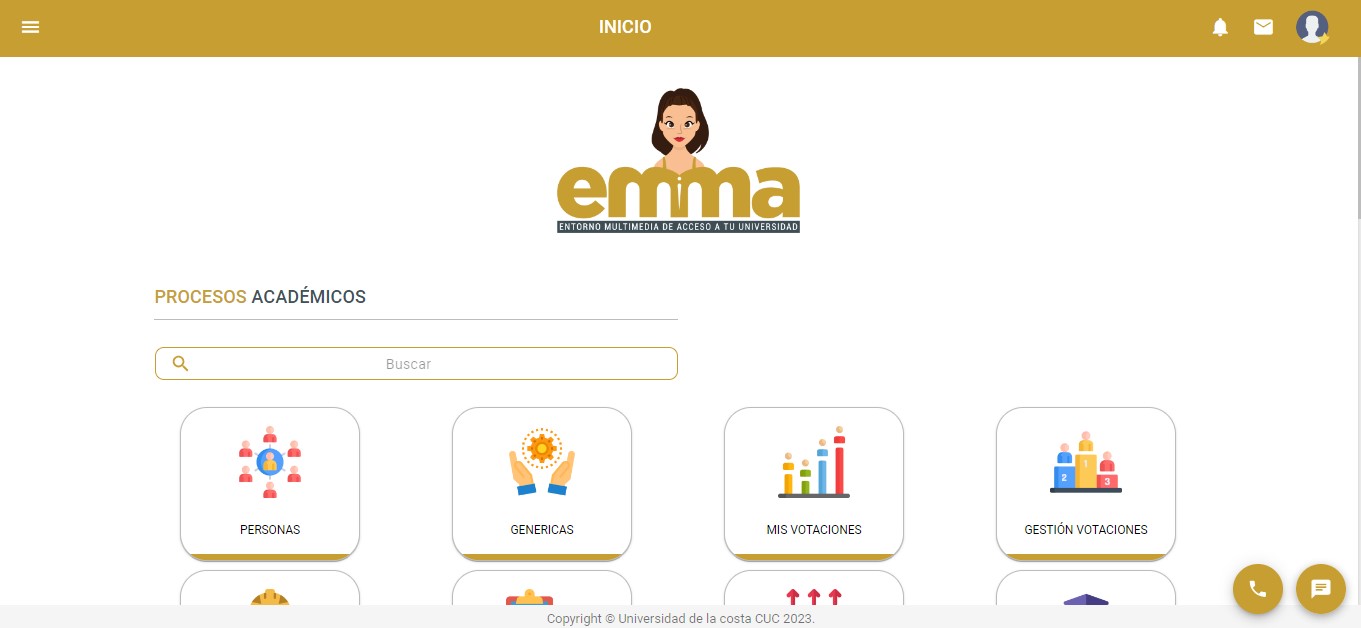 INICIO
emma
ENTORNO MULTIMEDIA DE ACCESO A TU UNIVERSIDAD
PROCESOS ACADÉMICOS
Buscar
PERSONAS
GENERICAS
MIS VOTACIONES
2 1 3
GESTIÓN VOTACIONES
Copyright © Universidad de la costa CUC 2023.